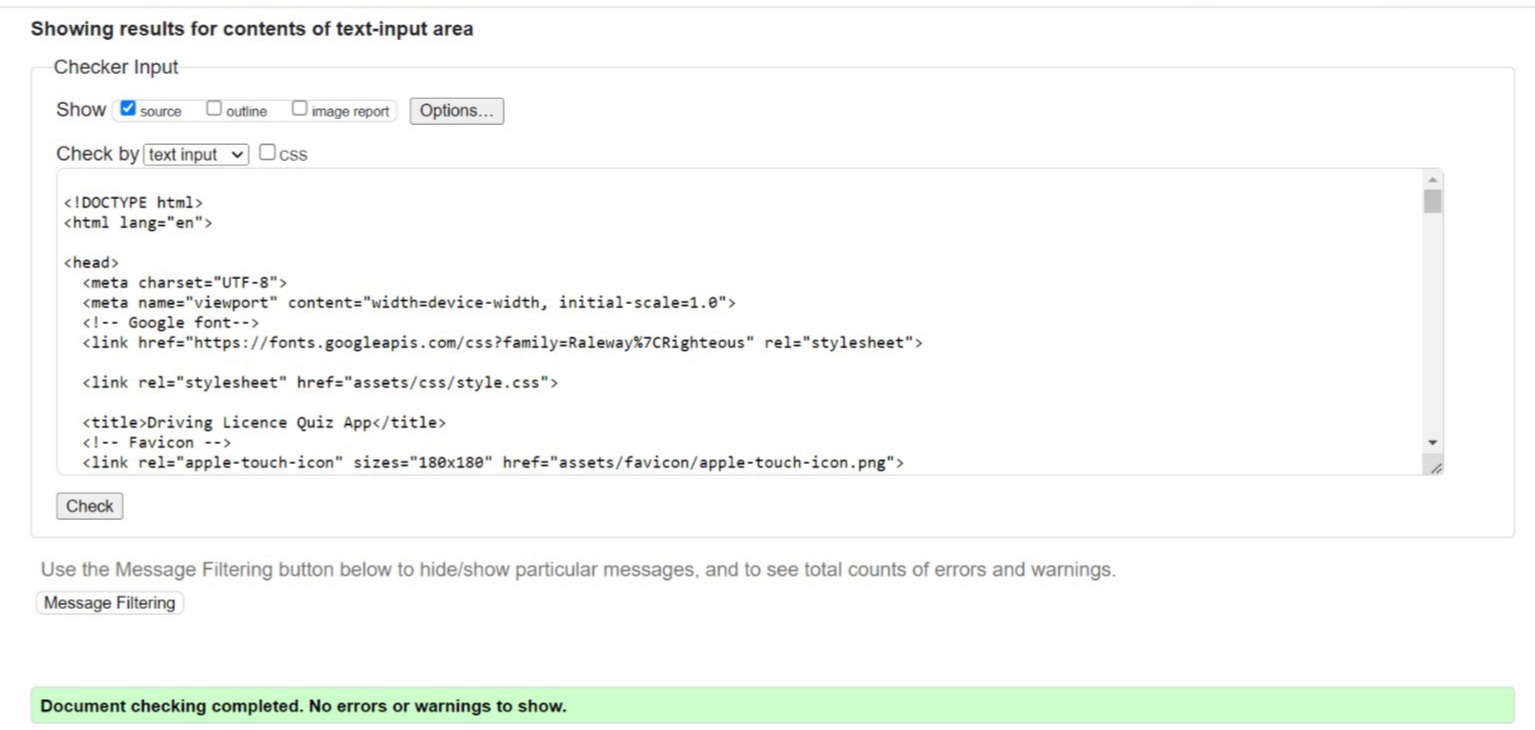 Showing results for contents of text-input area
Checker Input
Show source outline image report Options...
Check by text input css
<!DOCTYPE html>
<html lang="en">
<head>
<meta charset="UTF-8">
<meta name="viewport" content="width=device-width, initial-scale=1.0">
<!-- Google font-->
<link href="https://fonts.googleapis.com/css?family=Raleway%7CRighteous" rel="stylesheet">
<link rel="stylesheet" href="assets/css/style.css">
<title>Driving Licence Quiz App</title>
<!-- Favicon -->
<link rel="apple-touch-icon" sizes="180x180" href="assets/favicon/apple-touch-icon.png">
Check
Use the Message Filtering button below to hide/show particular messages, and to see total counts of errors and warnings.
Message Filtering
Document checking completed. No errors or warnings to show.